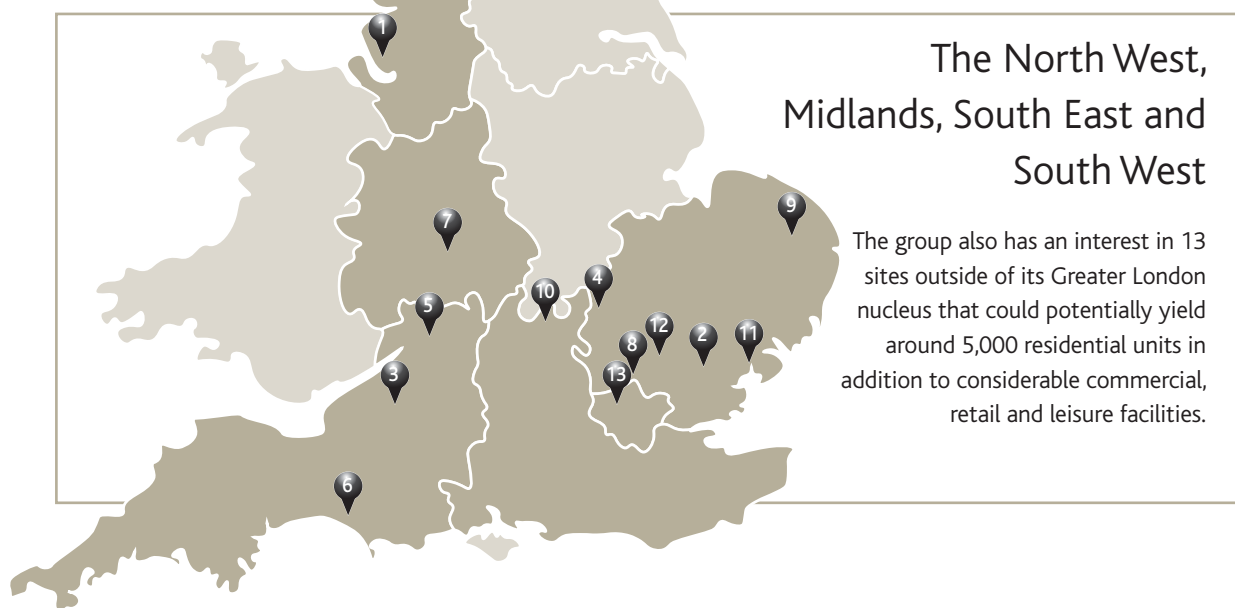 The North West,
Midlands, South East and
South West
The group also has an interest in 13
sites outside of its Greater London
nucleus that could potentially yield
around 5,000 residential units in
addition to considerable commercial,
retail and leisure facilities.
1
9
7
4
10
5
12
11
2
8
13
3
6